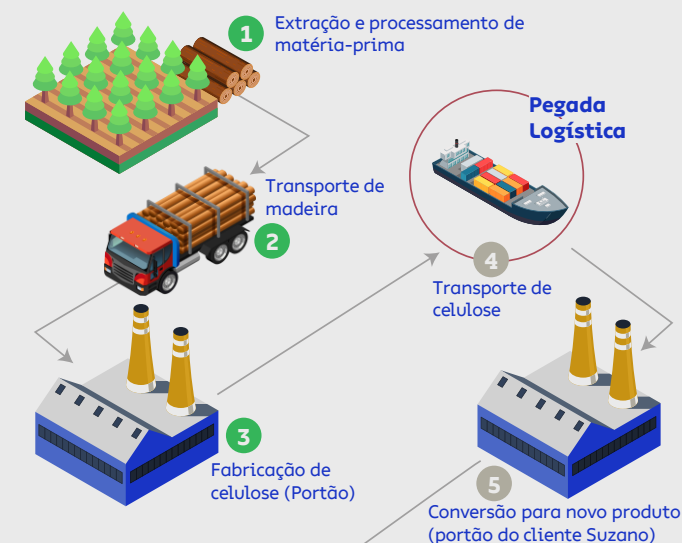 1
Extração e processamento de
matéria-prima
Transporte de
madeira
2
3
Fabricação de
celulose (Portão)
Pegada
Logística
4
Transporte de
celulose
5
Conversão para novo produto
(portão do cliente Suzano)